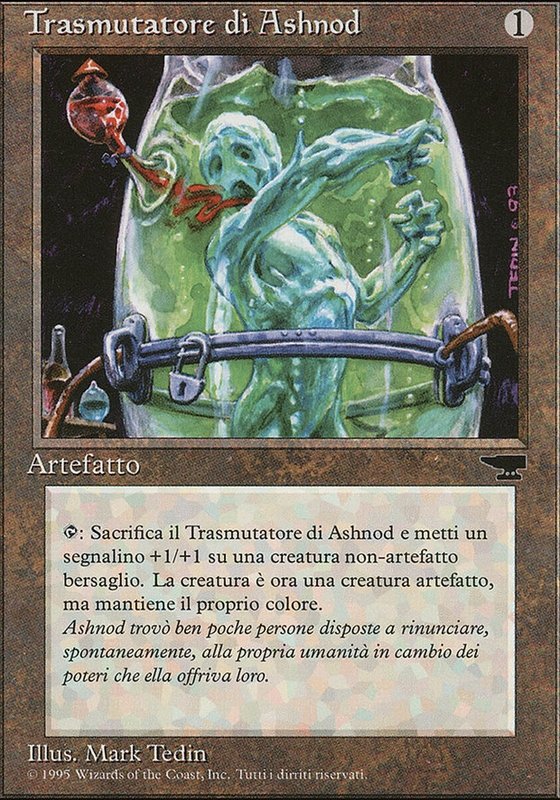 Trasmutatore di Ashnod 1
Artefatto
: Sacrifica il Trasmutatore di Ashnod e metti un
segnalino +1/+1 su una creatura non-artefatto
bersaglio. La creatura è ora una creatura artefatto,
ma mantiene il proprio colore.
Ashnod trovò ben poche persone disposte a rinunciare,
spontaneamente, alla propria umanità in cambio dei
poteri che ella offriva loro.
Illus. Mark Tedin
© 1995 Wizards of the Coast, Inc. Tutti i diritti riservati.